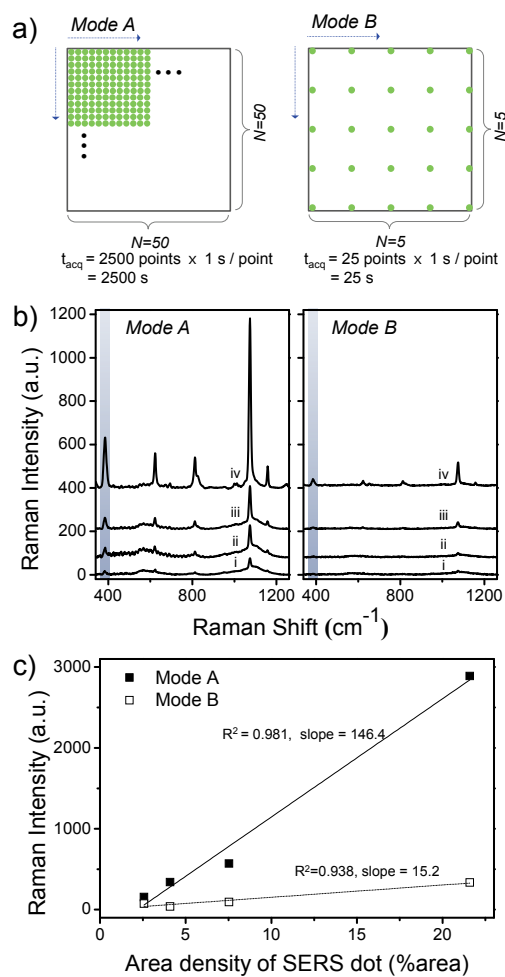 a)
Mode A
Mode B
N=50
N=5
N=50
N=5
t_acq = 2500 points x 1 s / point
= 2500 s
t_acq = 25 points x 1 s / point
= 25 s
b)
Mode A
Mode B
1200
1000
800
600
400
200
0
iv
iii
ii
i
iv
iii
ii
i
400 800 1200
400 800 1200
Raman Intensity (a.u.)
Raman Shift (cm⁻¹)
c)
3000
2000
1000
0
Mode A
Mode B
R² = 0.981, slope = 146.4
R²=0.938, slope = 15.2
0 5 10 15 20
Raman Intensity (a.u.)
Area density of SERS dot (%area)